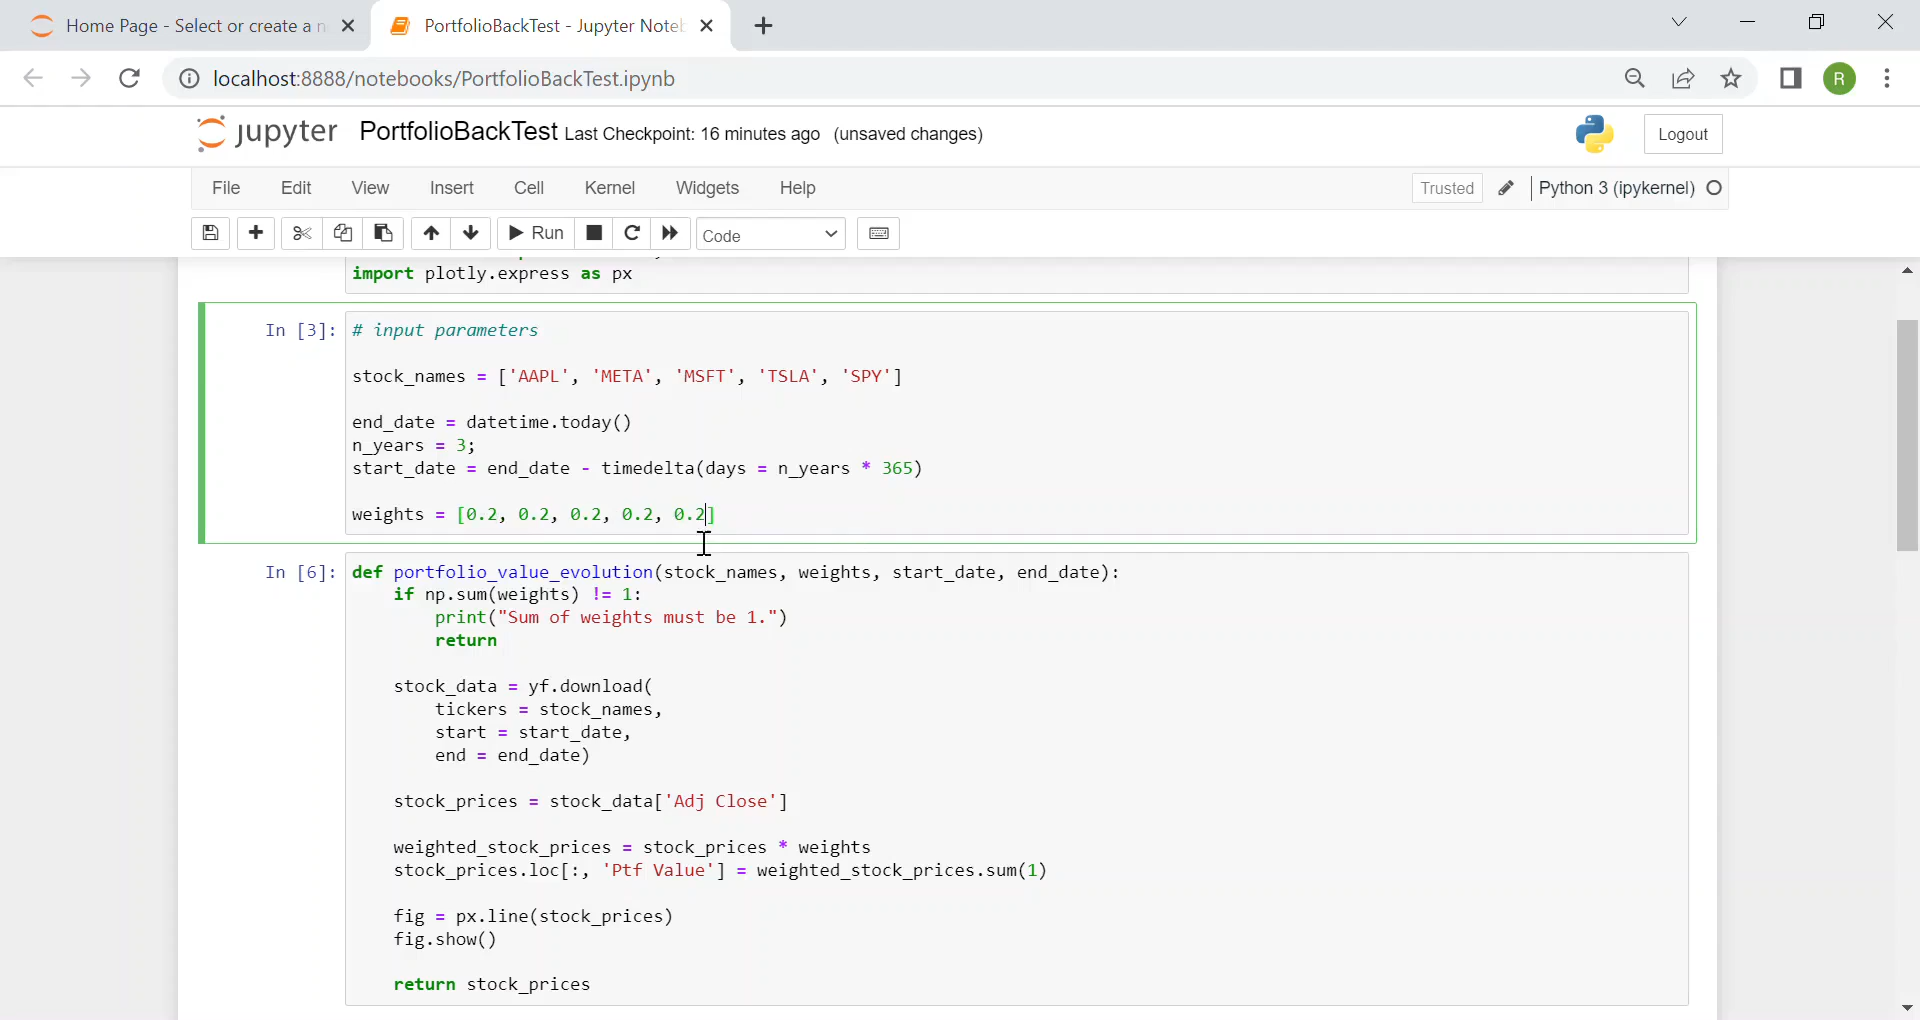 Home Page - Select or create a n
PortfolioBackTest - Jupyter Noteb
localhost:8888/notebooks/PortfolioBackTest.ipynb
R
jupyter PortfolioBackTest Last Checkpoint: 16 minutes ago (unsaved changes)
Logout
File Edit View Insert Cell Kernel Widgets Help
Trusted
Python 3 (ipykernel)
Run
Code
import plotly.express as px
In [3]: # input parameters
stock_names = ['AAPL', 'META', 'MSFT', 'TSLA', 'SPY']
end_date = datetime.today()
n_years = 3;
start_date = end_date - timedelta(days = n_years * 365)
weights = [0.2, 0.2, 0.2, 0.2, 0.2]
In [6]: def portfolio_value_evolution(stock_names, weights, start_date, end_date):
if np.sum(weights) != 1:
print("Sum of weights must be 1.")
return
stock_data = yf.download(
tickers = stock_names,
start = start_date,
end = end_date)
stock_prices = stock_data['Adj Close']
weighted_stock_prices = stock_prices * weights
stock_prices.loc[:, 'Ptf Value'] = weighted_stock_prices.sum(1)
fig = px.line(stock_prices)
fig.show()
return stock_prices